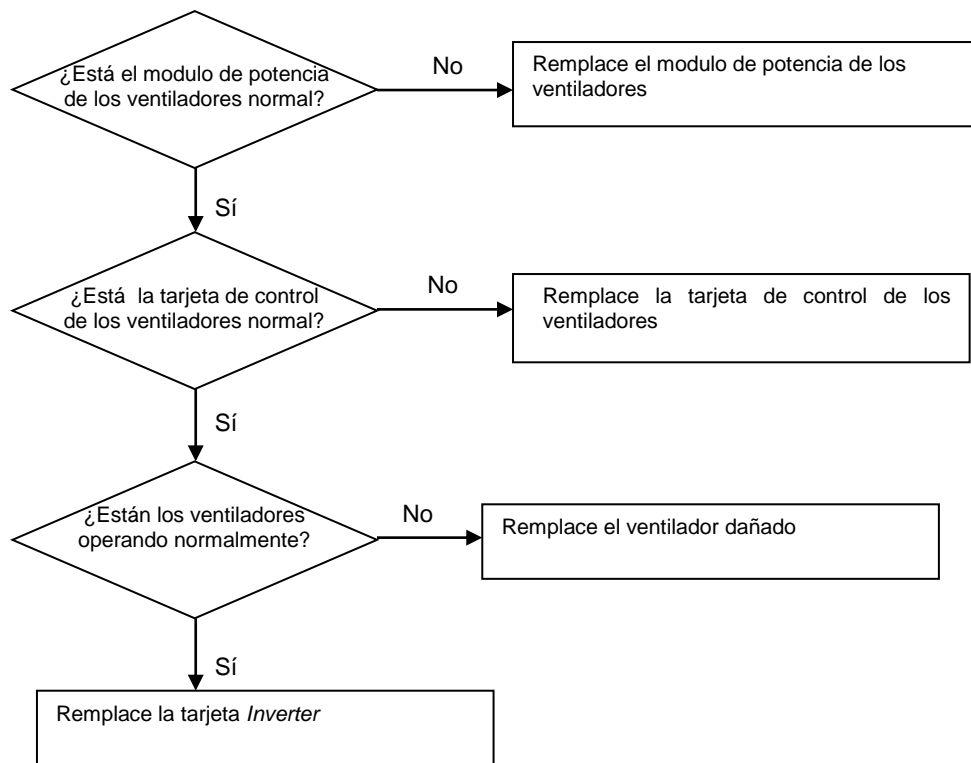 ¿Está el modulo de potencia
de los ventiladores normal?
No
Remplace el modulo de potencia de los
ventiladores
Sí
¿Está la tarjeta de control
de los ventiladores normal?
No
Remplace la tarjeta de control de los
ventiladores
Sí
¿Están los ventiladores
operando normalmente?
No
Remplace el ventilador dañado
Sí
Remplace la tarjeta Inverter